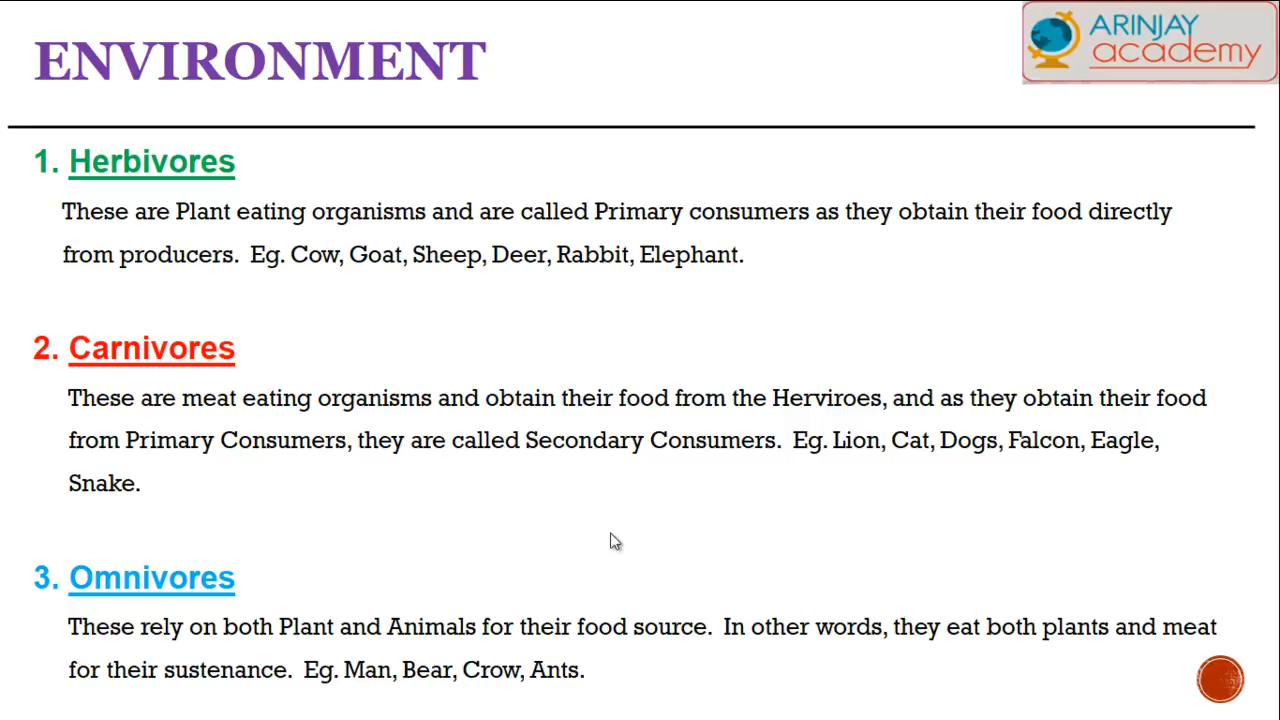 ENVIRONMENT
ARINJAY
academy
1. Herbivores
These are Plant eating organisms and are called Primary consumers as they obtain their food directly
from producers. Eg. Cow, Goat, Sheep, Deer, Rabbit, Elephant.
2. Carnivores
These are meat eating organisms and obtain their food from the Herviroes, and as they obtain their food
from Primary Consumers, they are called Secondary Consumers. Eg. Lion, Cat, Dogs, Falcon, Eagle,
Snake.
3. Omnivores
These rely on both Plant and Animals for their food source. In other words, they eat both plants and meat
for their sustenance. Eg. Man, Bear, Crow, Ants.